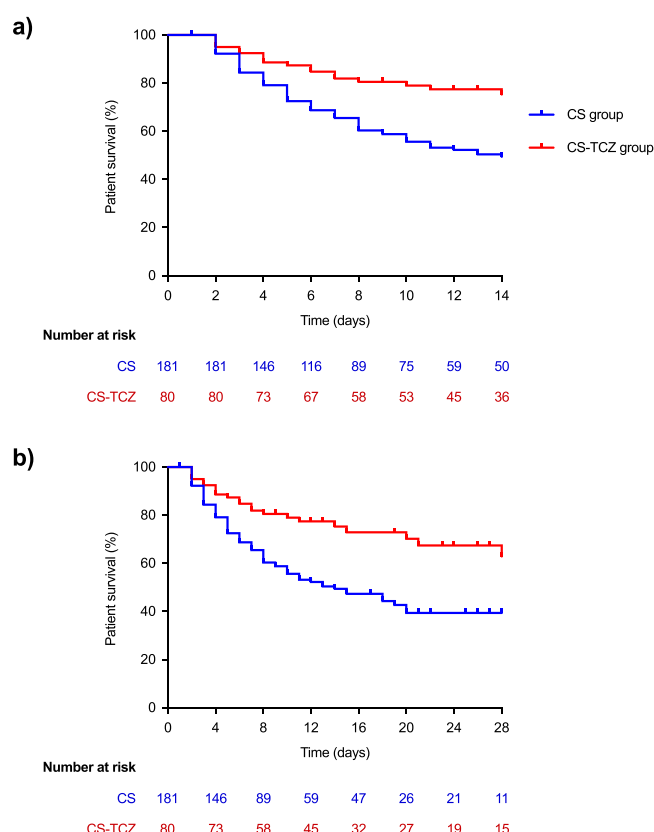 a)
100
80
60
40
20
0
Patient survival (%)
CS group
CS-TCZ group
0 2 4 6 8 10 12 14
Time (days)
Number at risk
CS 181 181 146 116 89 75 59 50
CS-TCZ 80 80 73 67 58 53 45 36
b)
100
80
60
40
20
0
Patient survival (%)
0 4 8 12 16 20 24 28
Time (days)
Number at risk
CS 181 146 89 59 47 26 21 11
CS-TCZ 80 73 58 45 32 27 19 15